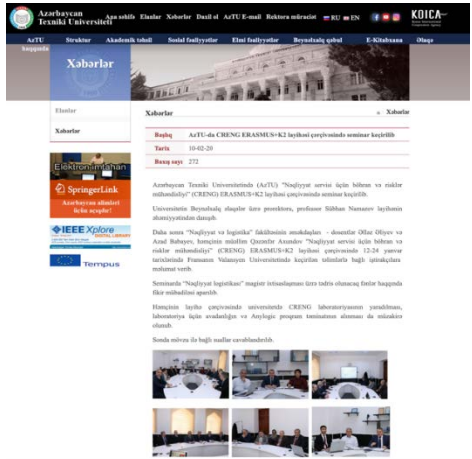 Azərbaycan
Texniki Universiteti
Ana səhifə Elanlar Xəbərlər Daxil ol AzTU E-mail Rektora müraciət RU EN
KOICA
AzTU Struktur Akademik təhsil Sosial fəaliyyətlər Elmi fəaliyyətlər Beynəlxalq qəbul E-Kitabxana Əlaqə
haqqında
Xəbərlər
Elanlar
Xəbərlər
Xəbərlər
Xəbərlər
Başlıq AzTU-da CRENG ERASMUS+K2 layihəsi çərçivəsində seminar keçirilib
Tarix 10-02-20
Baxış sayı 272
Elektron imtahan
SpringerLink
Azərbaycan alimləri
üçün açıqdır!
IEEE Xplore
DIGITAL LIBRARY
Tempus
Azərbaycan Texniki Universitetində (AzTU) "Nəqliyyat servisi üçün böhran və risklər
mühəndisliyi" (CRENG) ERASMUS+K2 layihəsi çərçivəsində seminar keçirilib.
Universitetin Beynəlxalq əlaqələr üzrə prorektoru, professor Sübhan Namazov layihənin
əhəmiyyətindən danışıb.
Daha sonra "Nəqliyyat və logistika" fakültəsinin əməkdaşları - dosentlər Əflaz Əliyev və
Azad Babayev, həmçinin müəllim Qəzənfər Axundov "Nəqliyyat servisi üçün böhran və
risklər mühəndisliyi" (CRENG) ERASMUS+K2 layihəsi çərçivəsində 12-24 yanvar
tarixlərində Fransanın Valansyen Universitetində keçirilən təlimlərlə bağlı iştirakçılara
məlumat verib.
Seminarda "Nəqliyyat logistikası" magistr ixtisaslaşması üzrə tədris olunacaq fənlər haqqında
fikir mübadiləsi aparılıb.
Həmçinin layihə çərçivəsində universitetdə CRENG laboratoriyasının yaradılması,
laboratoriya üçün avadanlığın və Anylogic proqram təminatının alınması da müzakirə
olunub.
Sonda mövzu ilə bağlı suallar cavablandırılıb.